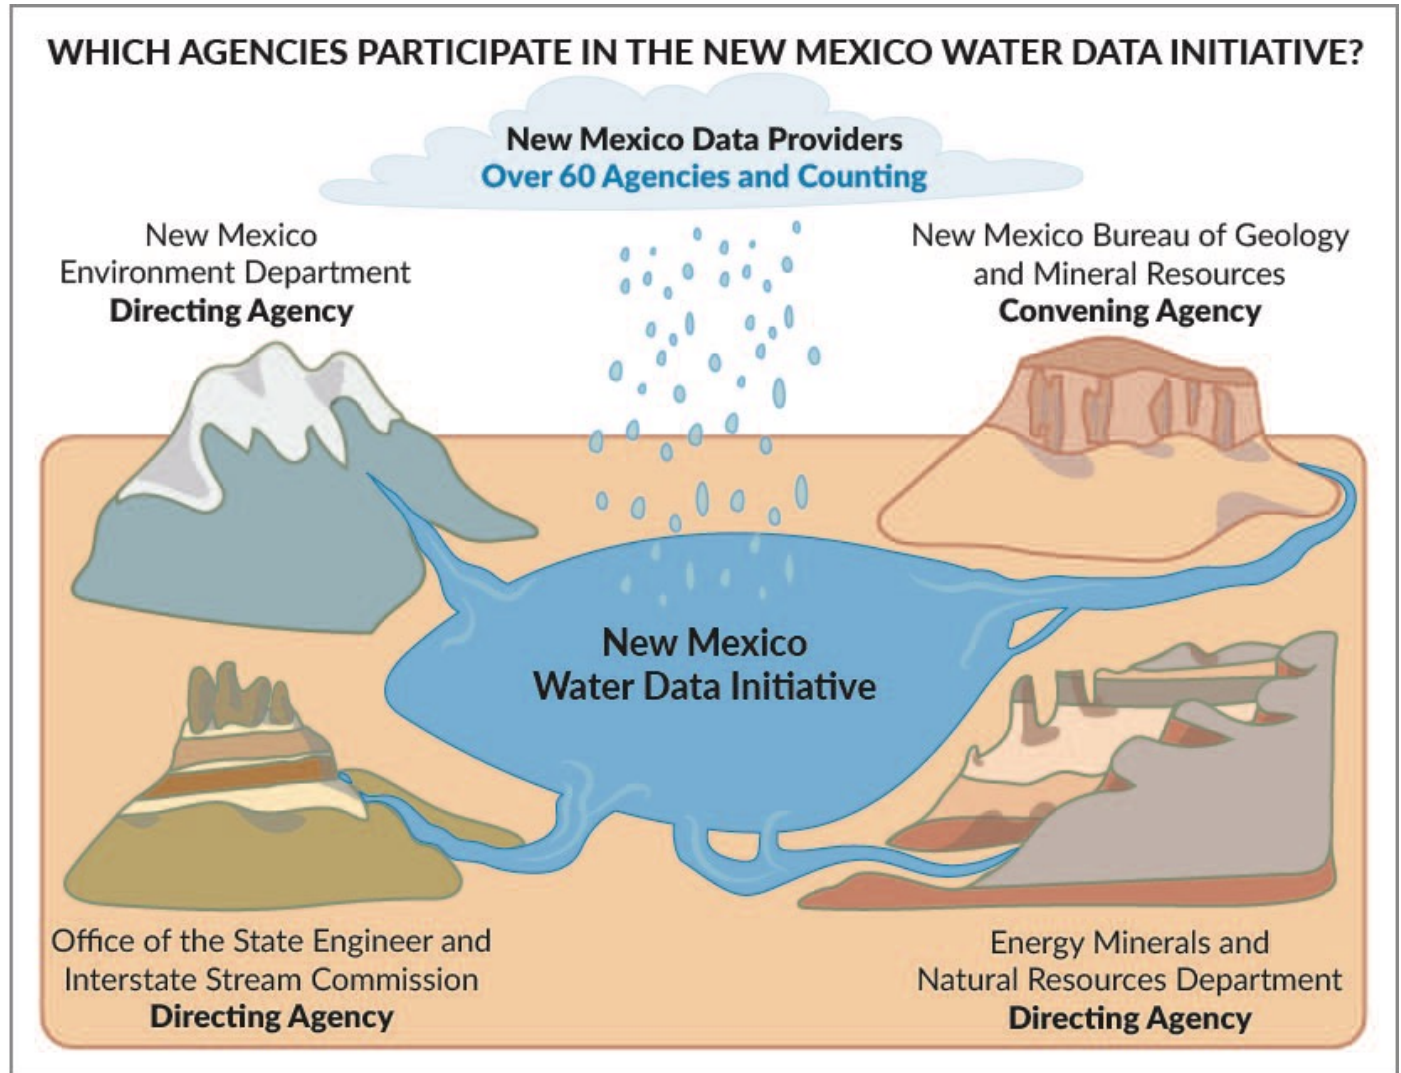 WHICH AGENCIES PARTICIPATE IN THE NEW MEXICO WATER DATA INITIATIVE?
New Mexico Data Providers
Over 60 Agencies and Counting
New Mexico
Environment Department
Directing Agency
New Mexico Bureau of Geology
and Mineral Resources
Convening Agency
New Mexico
Water Data Initiative
Office of the State Engineer and
Interstate Stream Commission
Directing Agency
Energy Minerals and
Natural Resources Department
Directing Agency